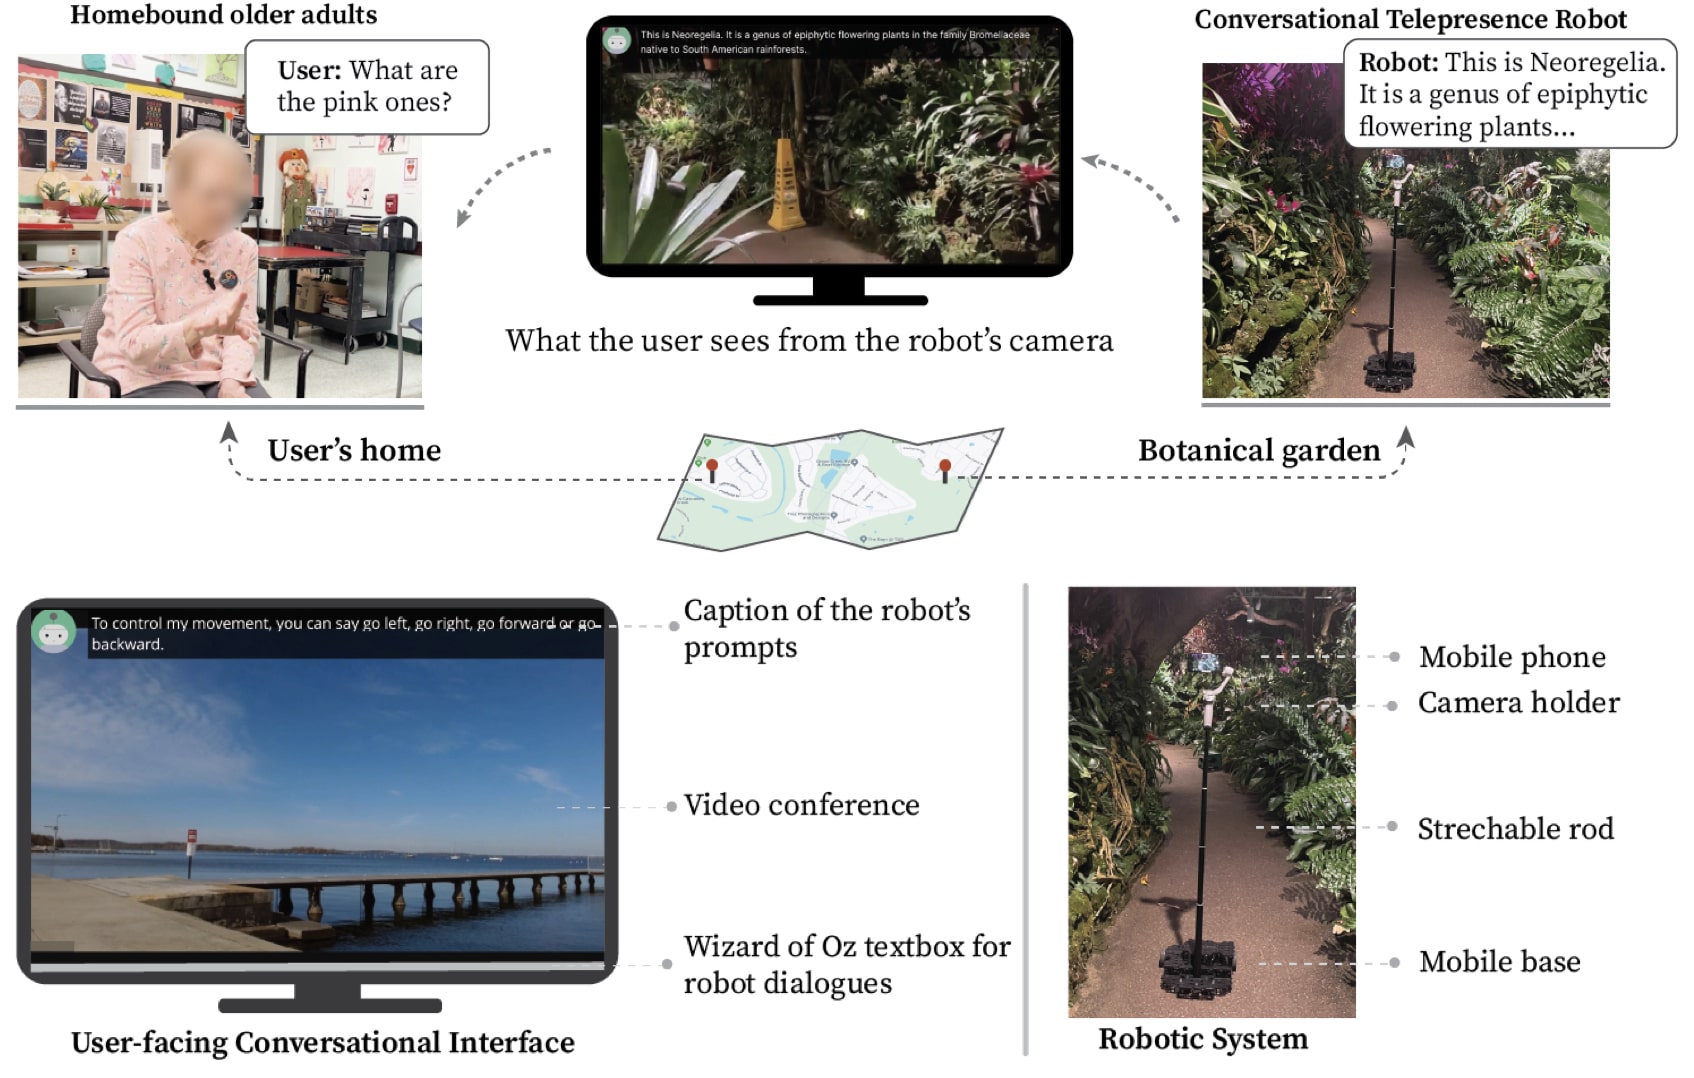 Homebound older adults
User: What are
the pink ones?
This is Neoregelia. It is a genus of epiphytic flowering plants in the family Bromeliaceae
native to South American rainforests.
Conversational Telepresence Robot
Robot: This is Neoregelia.
It is a genus of epiphytic
flowering plants...
What the user sees from the robot's camera
User's home
Botanical garden
To control my movement, you can say go left, go right, go forward or go
backward.
Caption of the robot's
prompts
Video conference
Wizard of Oz textbox for
robot dialogues
User-facing Conversational Interface
Mobile phone
Camera holder
Strechable rod
Mobile base
Robotic System